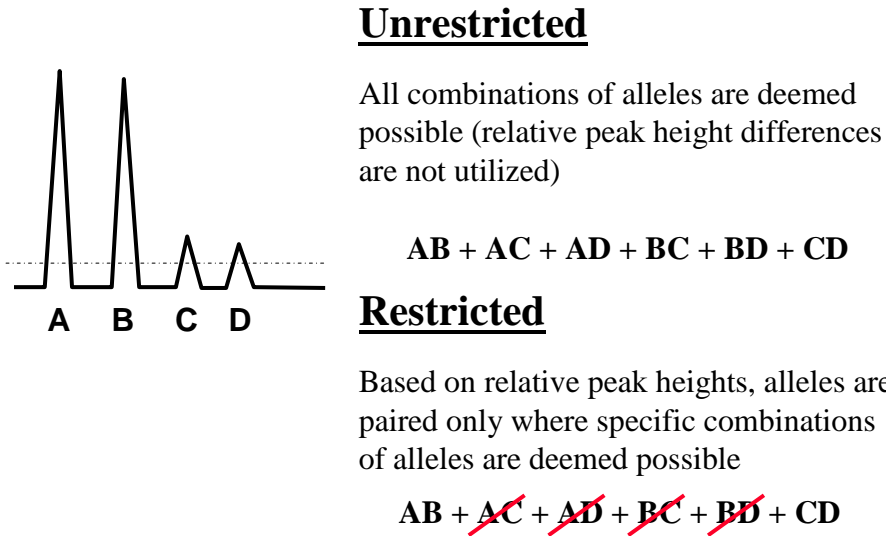 Unrestricted
All combinations of alleles are deemed
possible (relative peak height differences
are not utilized)
AB + AC + AD + BC + BD + CD
A B C D
Restricted
Based on relative peak heights, alleles are
paired only where specific combinations
of alleles are deemed possible
AB + AC + AD + BC + BD + CD